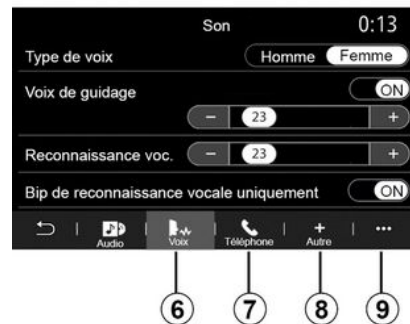 Son 0:13
Type de voix Homme Femme
Voix de guidage ON
− 23 +
Reconnaissance voc. − 23 +
Bip de reconnaissance vocale uniquement ON
Audio Voix Téléphone + Autre ...
6 7 8 9